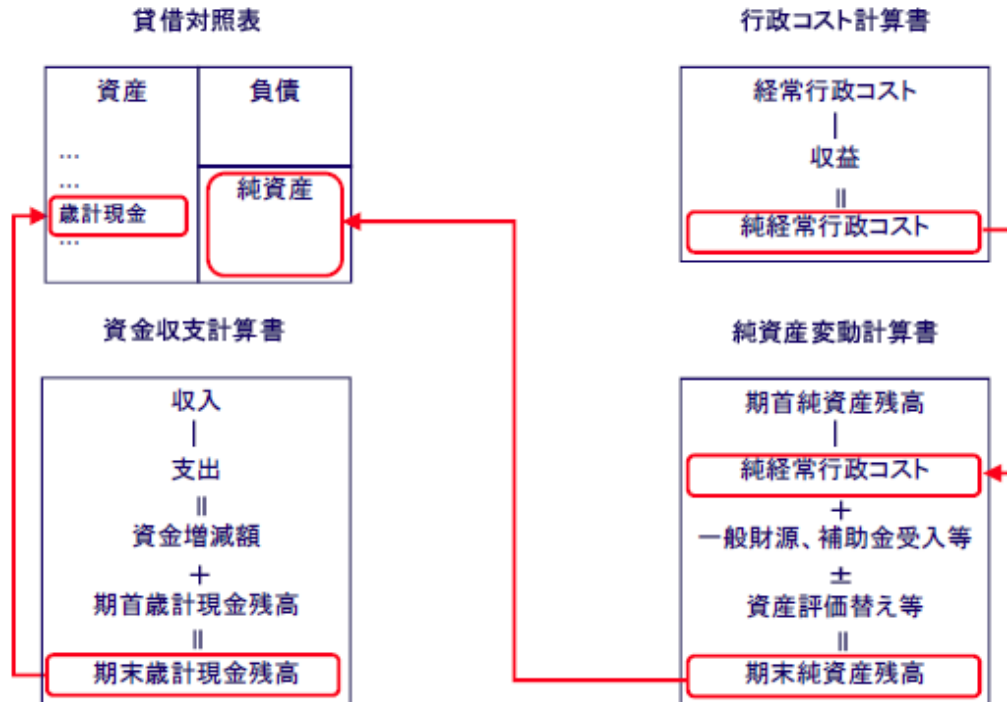 貸借対照表
資産
負債
…
…
歳計現金
…
純資産
行政コスト計算書
経常行政コスト
|
収益
||
純経常行政コスト
資金収支計算書
収入
|
支出
||
資金増減額
+
期首歳計現金残高
||
期末歳計現金残高
純資産変動計算書
期首純資産残高
|
純経常行政コスト
+
一般財源、補助金受入等
±
資産評価替え等
||
期末純資産残高